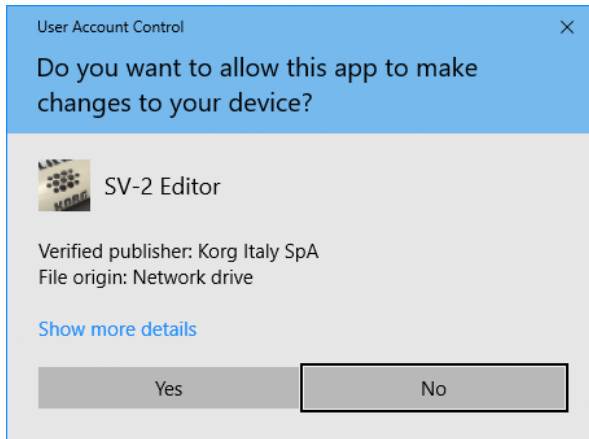 User Account Control
Do you want to allow this app to make
changes to your device?
KORG
SV-2 Editor
Verified publisher: Korg Italy SpA
File origin: Network drive
Show more details
Yes
No